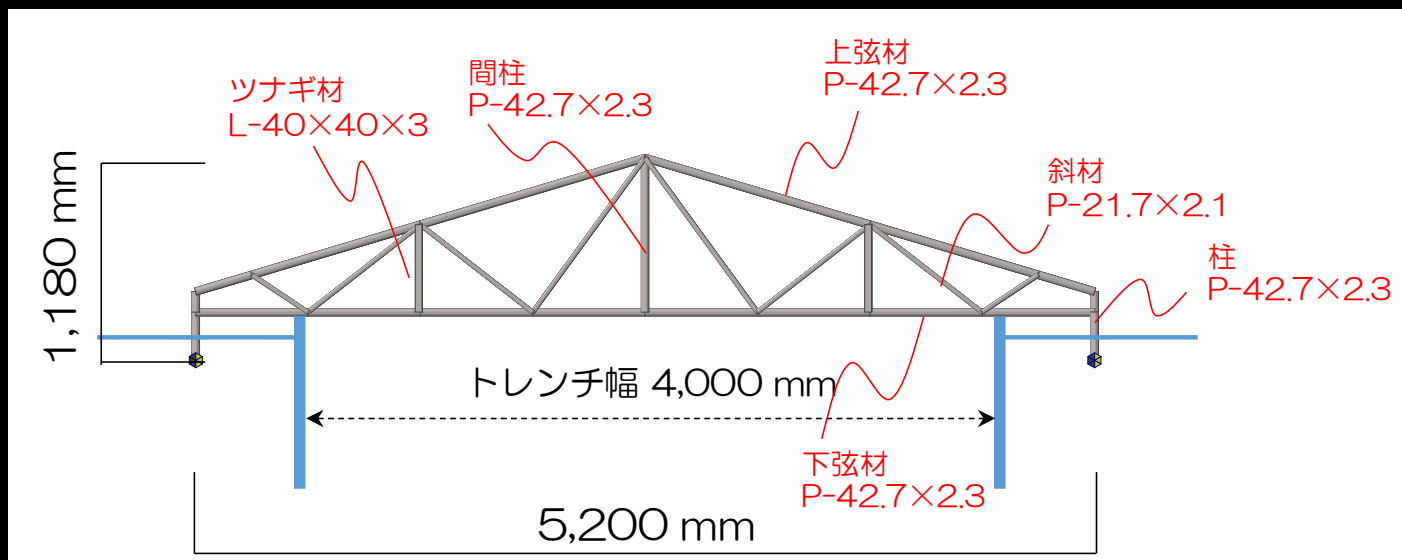 上弦材
P-42.7×2.3
間柱
P-42.7×2.3
ツナギ材
L-40×40×3
斜材
P-21.7×2.1
柱
P-42.7×2.3
1,180 mm
トレンチ幅 4,000 mm
下弦材
P-42.7×2.3
5,200 mm